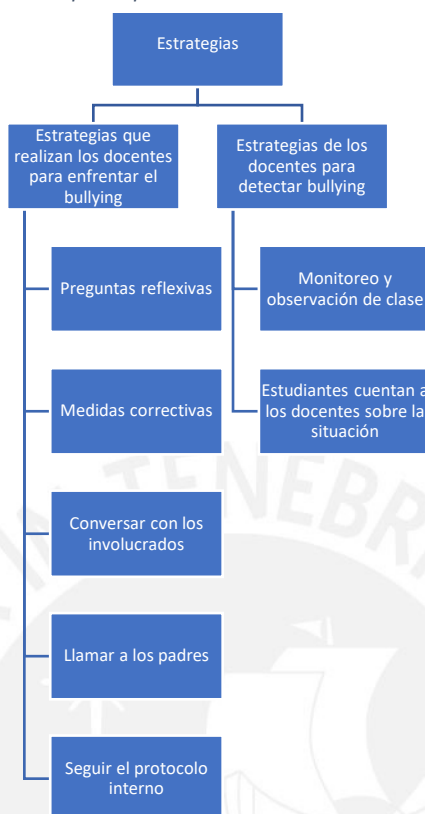 Estrategias
Estrategias que
realizan los docentes
para enfrentar el
bullying
Estrategias de los
docentes para
detectar bullying
Preguntas reflexivas
Medidas correctivas
Conversar con los
involucrados
Llamar a los padres
Seguir el protocolo
interno
Monitoreo y
observación de clase
Estudiantes cuentan a
los docentes sobre la
situación
IN TENEBRA